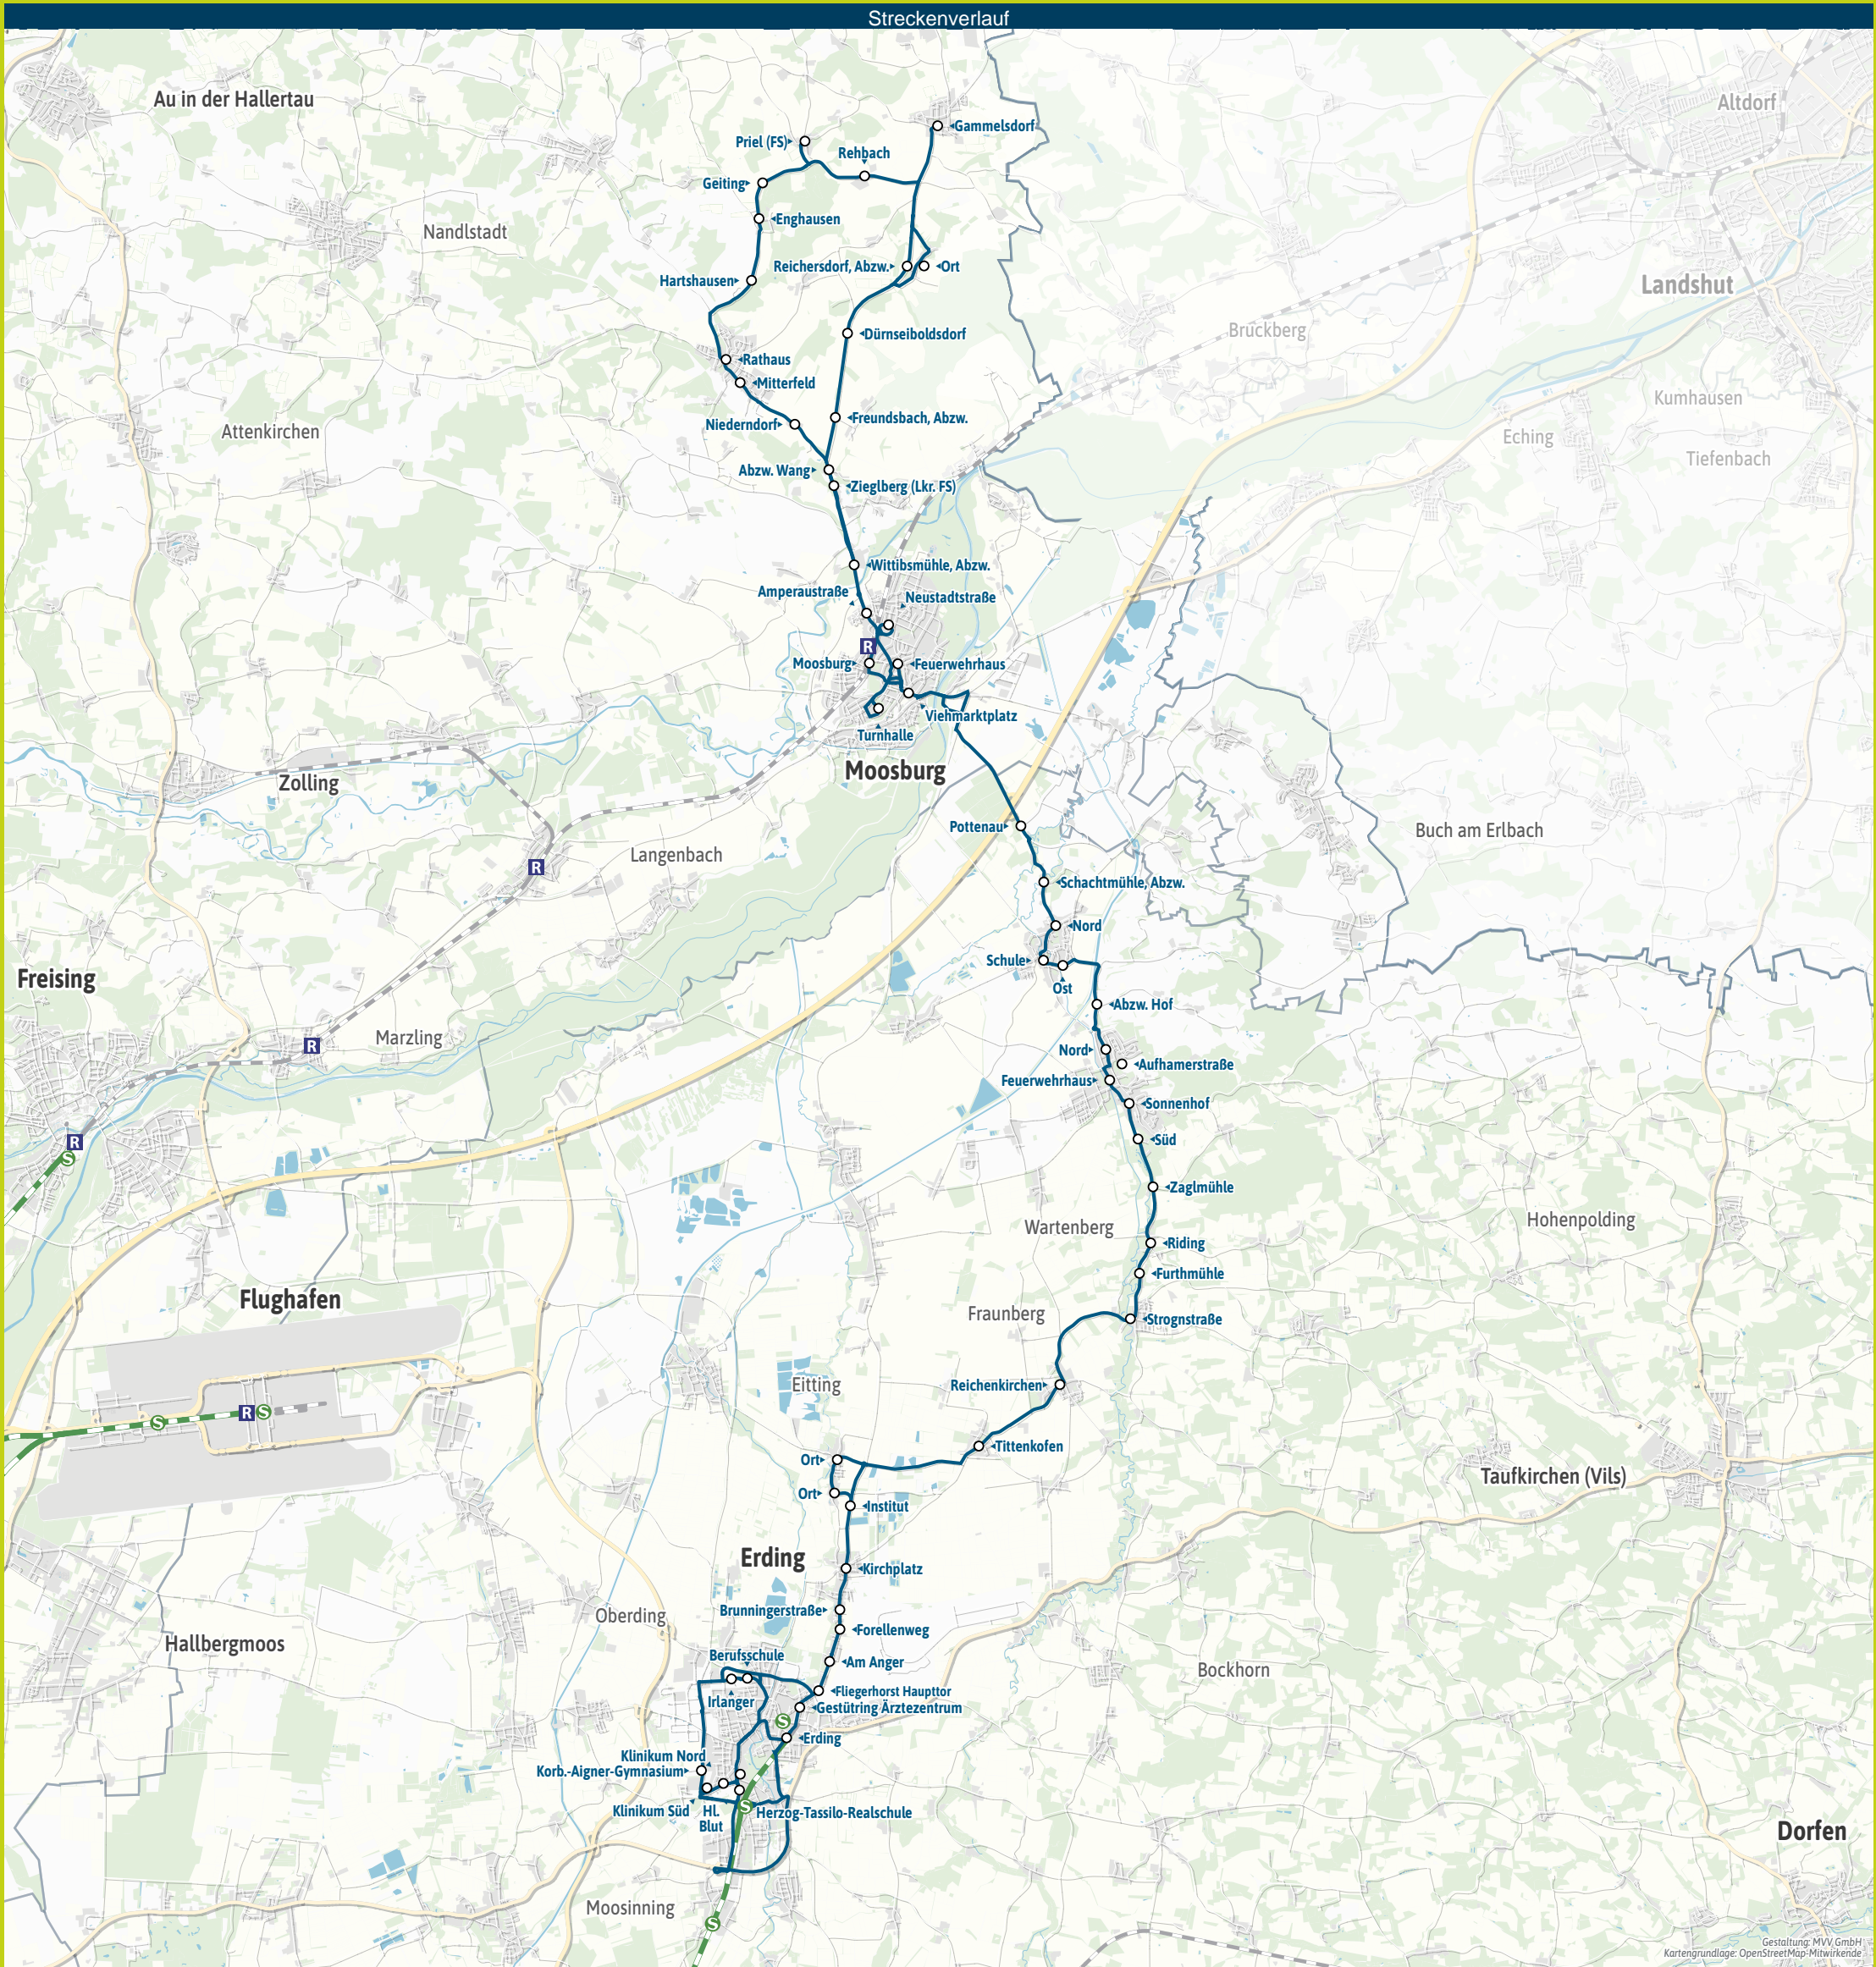 Streckenverlauf
Au in der Hallertau
Altdorf
Gammelsdorf
Priel (FS)
Rehbach
Geiting
Enghausen
Nandlstadt
Reichersdorf, Abzw.
Ort
Hartshausen
Landshut
Bruckberg
Dürnseiboldsdorf
Rathaus
Mitterfeld
Kumhausen
Freundsbach, Abzw.
Niederndorf
Attenkirchen
Eching
Tiefenbach
Abzw. Wang
Zieglberg (Lkr. FS)
Wittibsmühle, Abzw.
Amperaustraße
Neustadtstraße
R
Moosburg
Feuerwehrhaus
Viehmarktplatz
Turnhalle
Moosburg
Zolling
Pottenau
Buch am Erlbach
Langenbach
R
Schachtmühle, Abzw.
Nord
Schule
Ost
Freising
Abzw. Hof
Marzling
R
Nord
Aufhamerstraße
Feuerwehrhaus
Sonnenhof
R
S
Süd
Zaglmühle
Wartenberg
Hohenpolding
Riding
Furthmühle
Flughafen
Fraunberg
Strognstraße
Eitting
Reichenkirchen
R
S
S
Tittenkofen
Ort
Taufkirchen (Vils)
Ort
Institut
Erding
Kirchplatz
Oberding
Brunningerstraße
Forellenweg
Hallbergmoos
Berufsschule
Am Anger
Bockhorn
Irlanger
Fliegerhorst Haupttor
Gestütring Ärztezentrum
S
Erding
Klinikum Nord
Korb.-Aigner-Gymnasium
Klinikum Süd
Hl.
Blut
S
Herzog-Tassilo-Realschule
Dorfen
Moosinning
S
Gestaltung: MVV GmbH
Kartengrundlage: OpenStreetMap-Mitwirkende